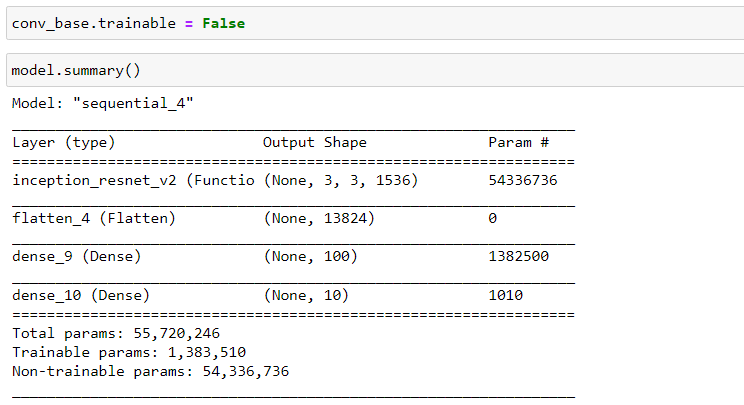 conv_base.trainable = False
model.summary()
Model: "sequential_4"
_________________________________________________________________
Layer (type)                 Output Shape              Param #
=================================================================
inception_resnet_v2 (Functio (None, 3, 3, 1536)        54336736
_________________________________________________________________
flatten_4 (Flatten)          (None, 13824)             0
_________________________________________________________________
dense_9 (Dense)              (None, 100)               1382500
_________________________________________________________________
dense_10 (Dense)             (None, 10)                1010
=================================================================
Total params: 55,720,246
Trainable params: 1,383,510
Non-trainable params: 54,336,736
_________________________________________________________________